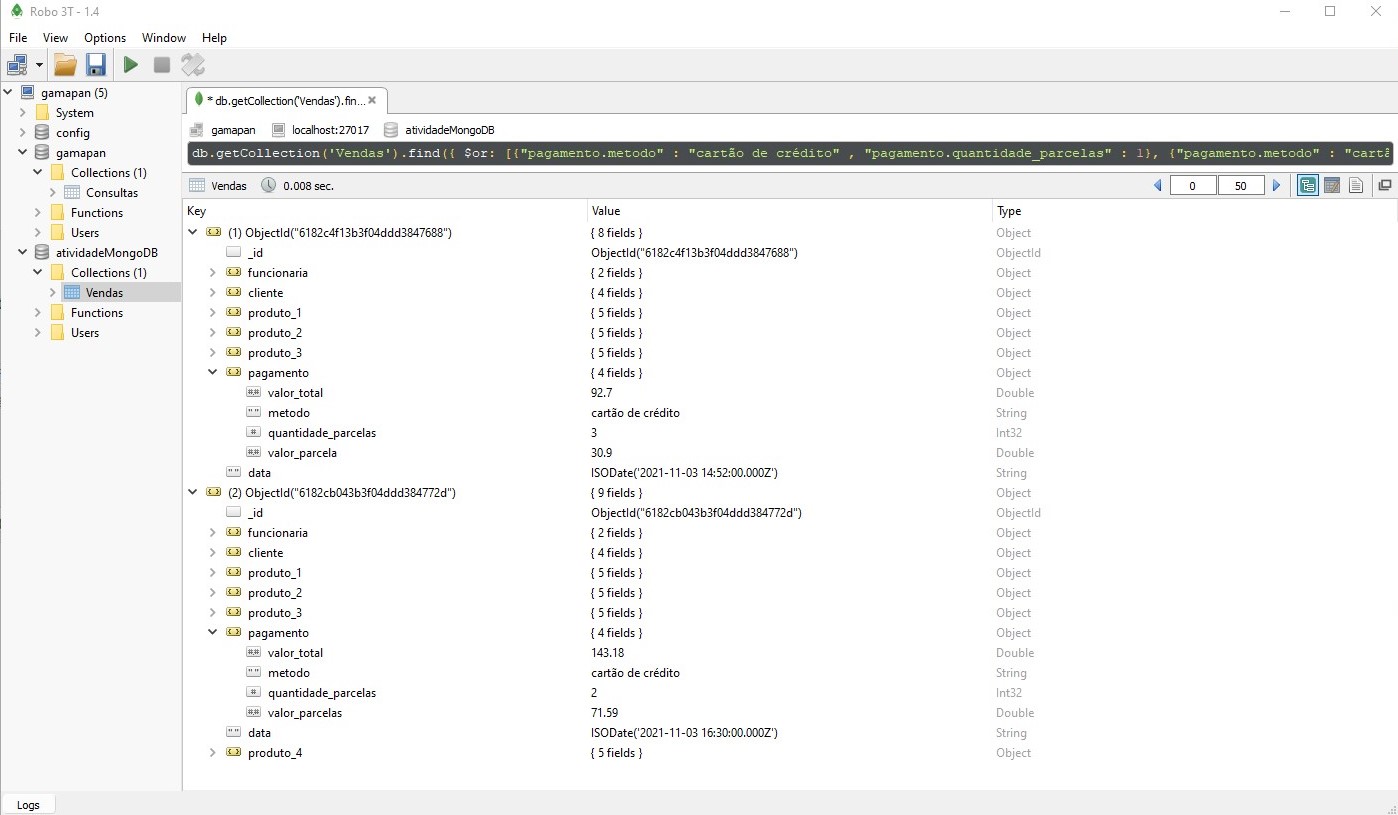 Robo 3T - 1.4
File View Options Window Help
gamapan (5)
System
config
gamapan
Collections (1)
Consultas
Functions
Users
atividadeMongoDB
Collections (1)
Vendas
Functions
Users
* db.getCollection('Vendas').fin...
gamapan localhost:27017 atividadeMongoDB
db.getCollection('Vendas').find({ $or: [{"pagamento.metodo" : "cartão de crédito" , "pagamento.quantidade_parcelas" : 1}, {"pagamento.metodo" : "cartã
Vendas 0.008 sec. 0 50
Key Value Type
(1) ObjectId("6182c4f13b3f04ddd3847688") { 8 fields } Object
_id ObjectId("6182c4f13b3f04ddd3847688") ObjectId
funcionaria { 2 fields } Object
cliente { 4 fields } Object
produto_1 { 5 fields } Object
produto_2 { 5 fields } Object
produto_3 { 5 fields } Object
pagamento { 4 fields } Object
valor_total 92.7 Double
metodo cartão de crédito String
quantidade_parcelas 3 Int32
valor_parcela 30.9 Double
data ISODate('2021-11-03 14:52:00.000Z') String
(2) ObjectId("6182cb043b3f04ddd384772d") { 9 fields } Object
_id ObjectId("6182cb043b3f04ddd384772d") ObjectId
funcionaria { 2 fields } Object
cliente { 4 fields } Object
produto_1 { 5 fields } Object
produto_2 { 5 fields } Object
produto_3 { 5 fields } Object
pagamento { 4 fields } Object
valor_total 143.18 Double
metodo cartão de crédito String
quantidade_parcelas 2 Int32
valor_parcelas 71.59 Double
data ISODate('2021-11-03 16:30:00.000Z') String
produto_4 { 5 fields } Object
Logs